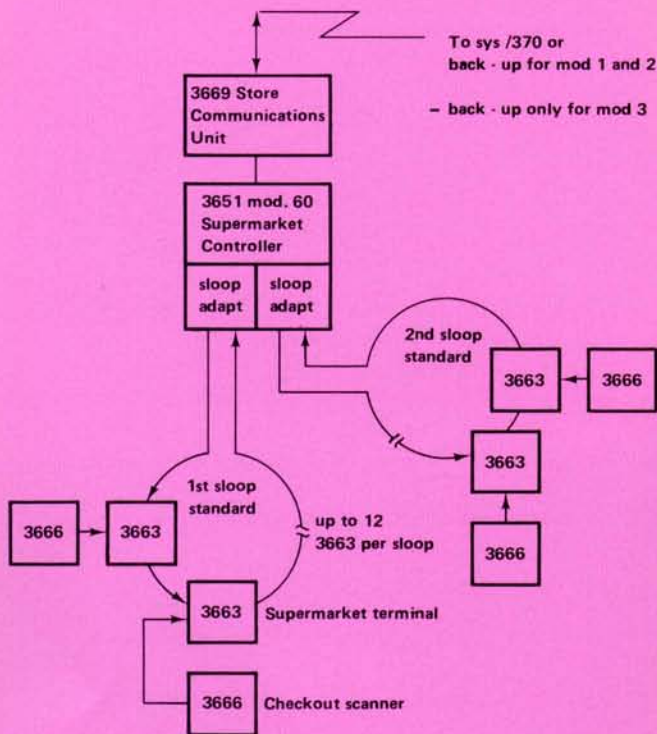 To sys /370 or
back - up for mod 1 and 2
– back - up only for mod 3
3669 Store
Communications
Unit
3651 mod. 60
Supermarket
Controller
sloop
adapt
sloop
adapt
2nd sloop
standard
3663
3666
3663
3666
1st sloop
standard
3666
3663
up to 12
3663 per sloop
3663
Supermarket terminal
3666
Checkout scanner